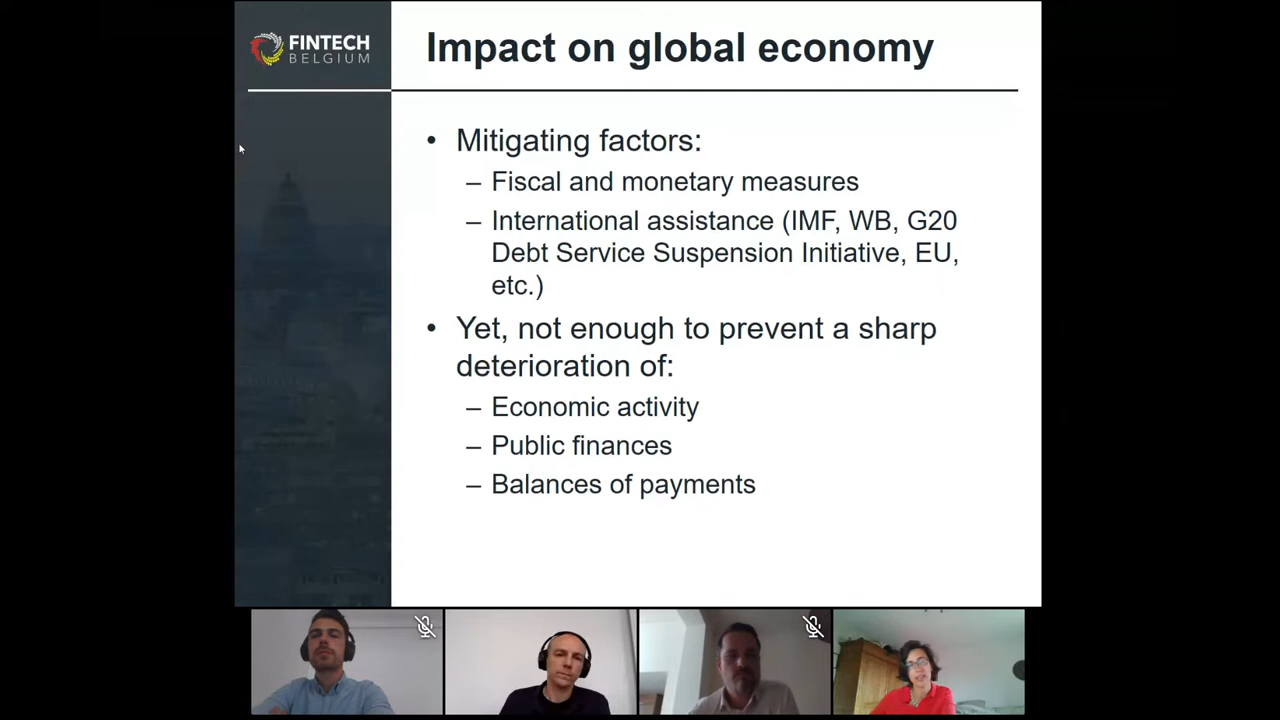 FINTECH
BELGIUM
Impact on global economy
• Mitigating factors:
– Fiscal and monetary measures
– International assistance (IMF, WB, G20
Debt Service Suspension Initiative, EU,
etc.)
• Yet, not enough to prevent a sharp
deterioration of:
– Economic activity
– Public finances
– Balances of payments